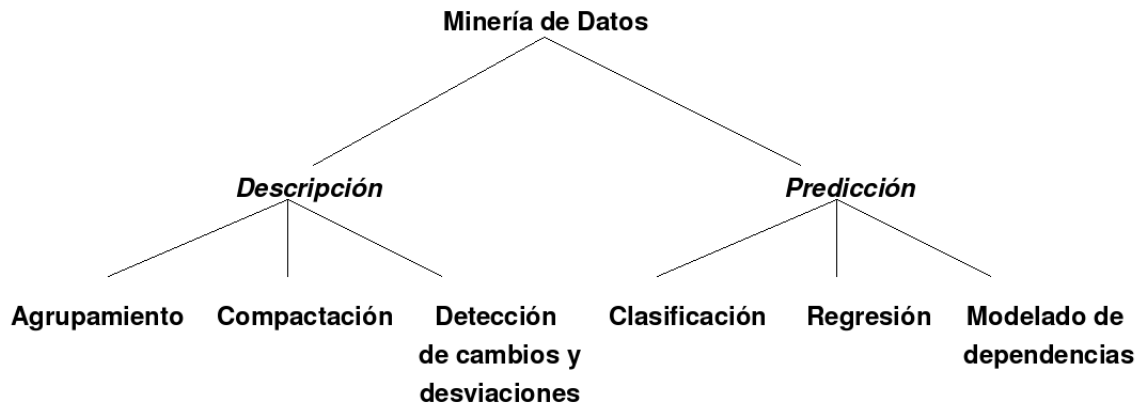 Minería de Datos
Descripción
Predicción
Agrupamiento
Compactación
Detección
de cambios y
desviaciones
Clasificación
Regresión
Modelado de
dependencias